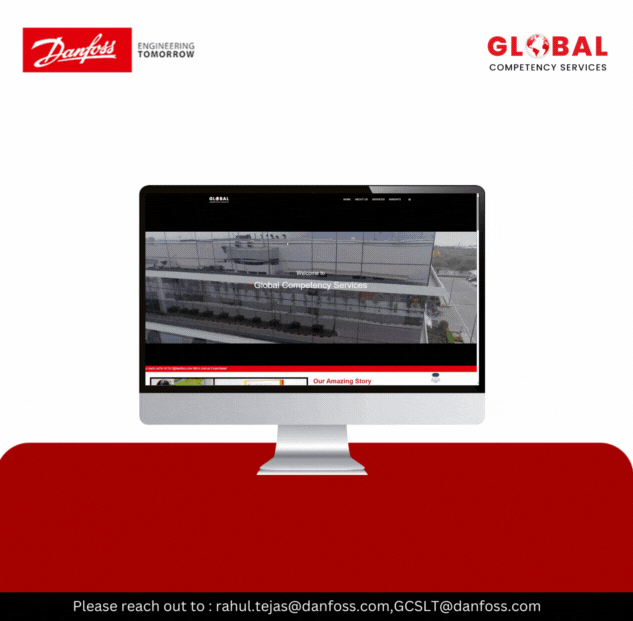 Danfoss
ENGINEERING
TOMORROW
GLOBAL
COMPETENCY SERVICES
GLOBAL
HOME ABOUT US SERVICES INSIGHTS
Welcome to
Global Competency Services
Our Amazing Story
Please reach out to : rahul.tejas@danfoss.com,GCSLT@danfoss.com